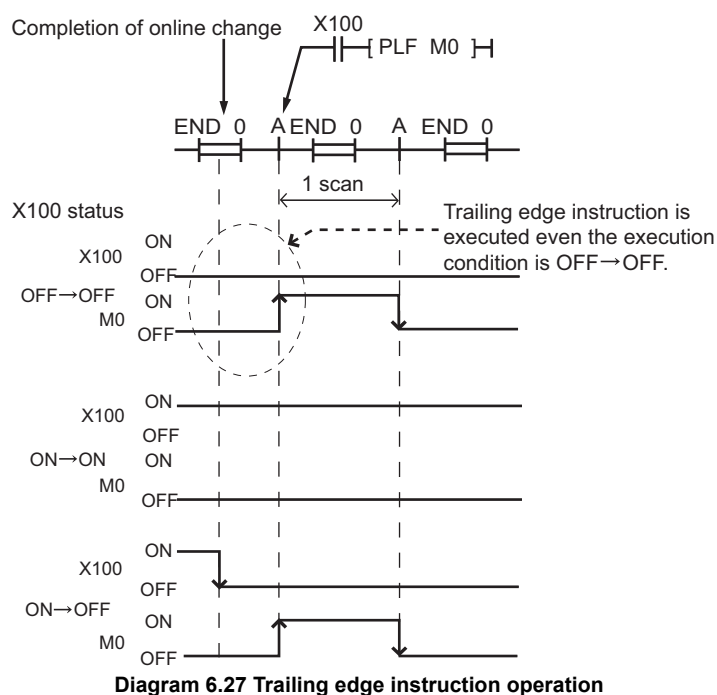 Completion of online change
X100
PLF M0
END 0 A END 0 A END 0
1 scan
X100 status
Trailing edge instruction is
executed even the execution
condition is OFF→OFF.
ON
X100
OFF
OFF→OFF
ON
M0
OFF
ON
X100
OFF
ON→ON
ON
M0
OFF
ON
X100
OFF
ON→OFF
ON
M0
OFF
Diagram 6.27 Trailing edge instruction operation